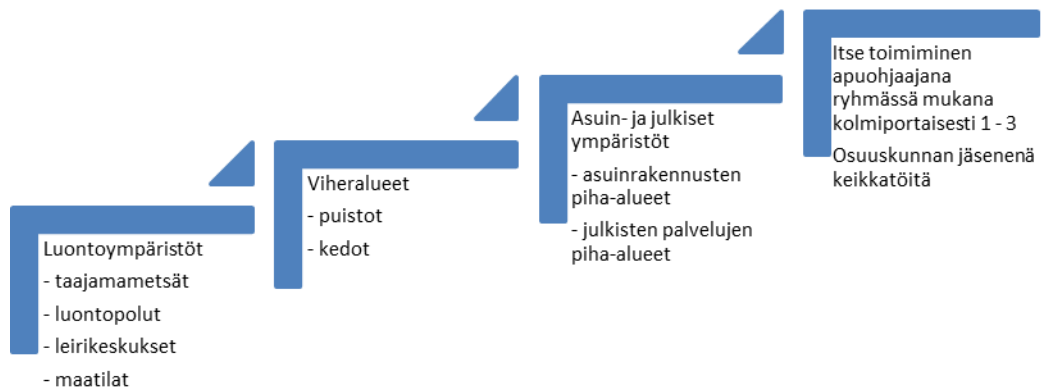 Luontoympäristöt
- taajamametsät
- luontopolut
- leirikeskukset
- maatilat
Viheralueet
- puistot
- kedot
Asuin- ja julkiset
ympäristöt
- asuinrakennusten
piha-alueet
- julkisten palvelujen
piha-alueet
Itse toimiminen
apuohjaajana
ryhmässä mukana
kolmiportaisesti 1 - 3
Osuuskunnan jäsenenä
keikkatöitä